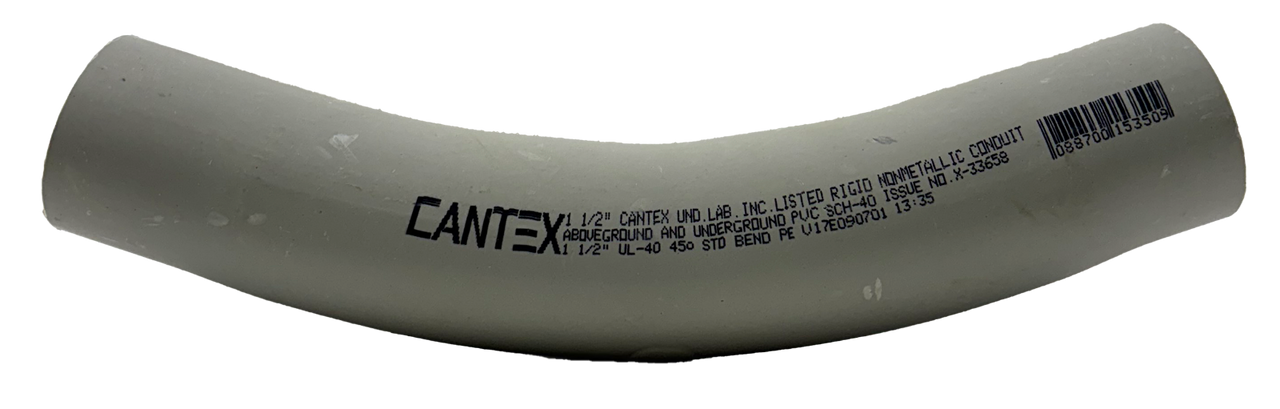 CANTEX
1 1/2" CANTEX UND.LAB.INC.LISTED RIGID NONMETALLIC CONDUIT
ABOVEGROUND AND UNDERGROUND PVC SCH-40 ISSUE NO.X-33658
1 1/2" UL-40 45o STD BEND PE V17E090701 13:35
088700 153509